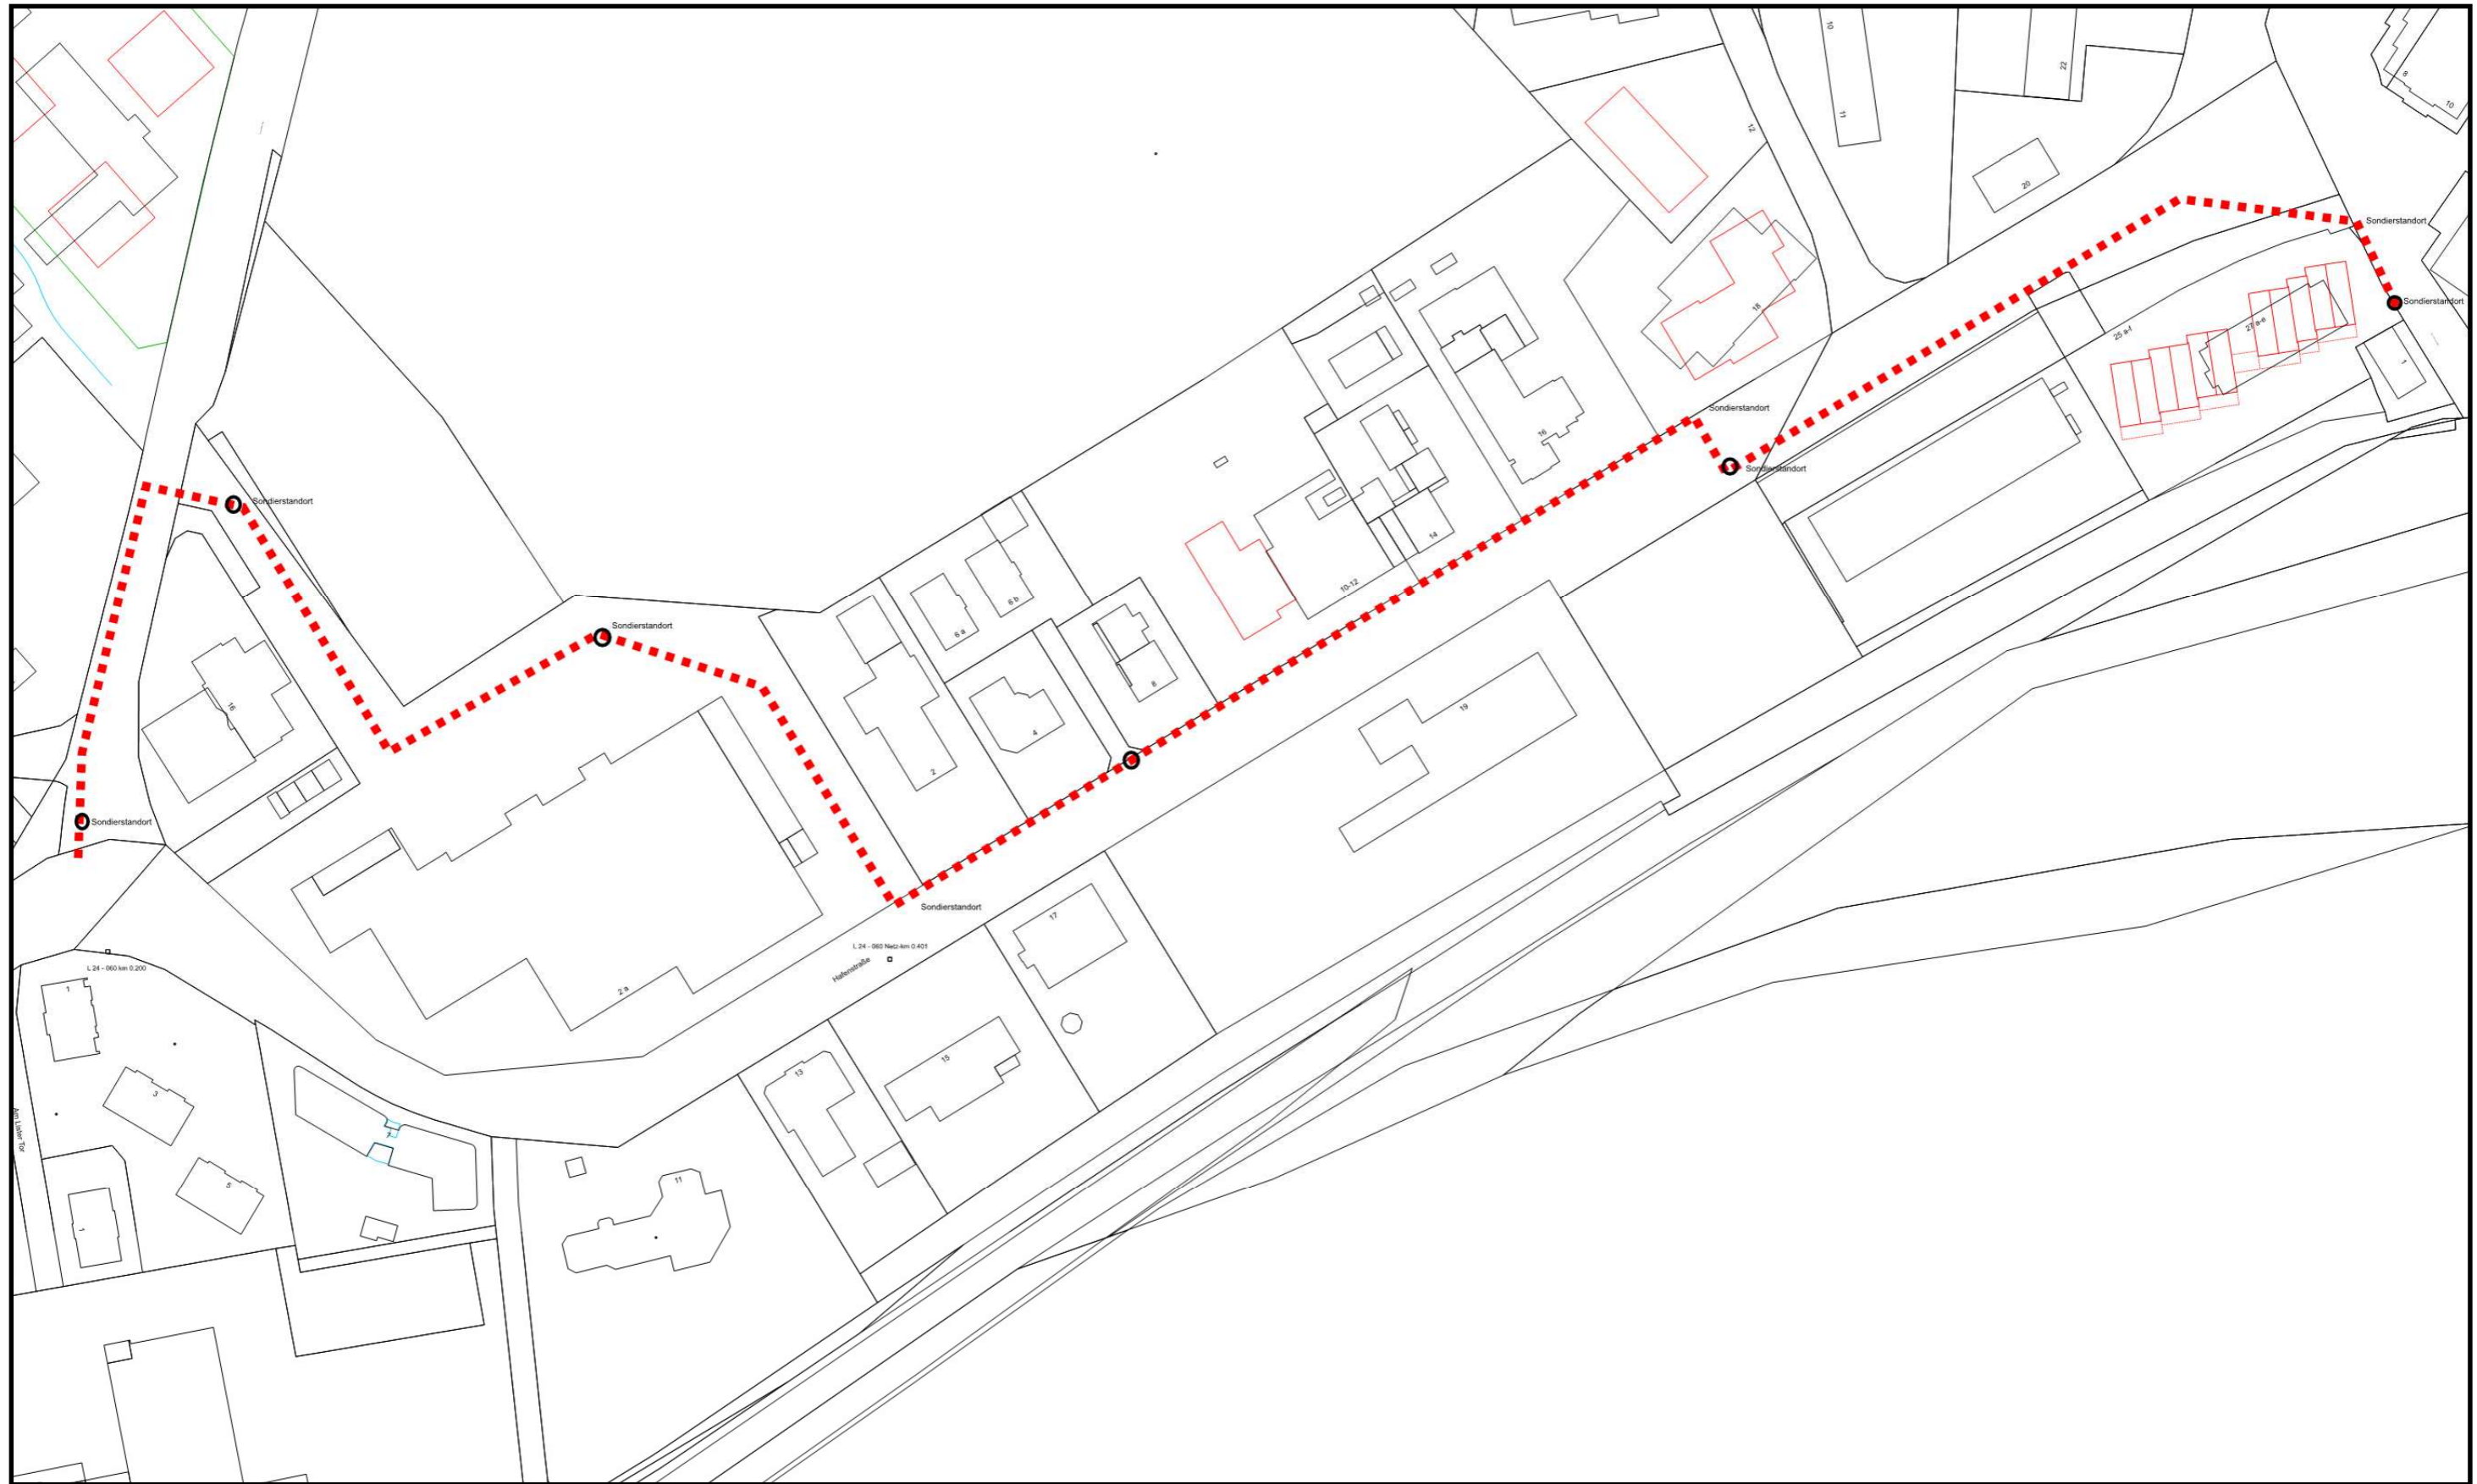 10
11
12
22
20
8
10
Sondierstandort
Sondierstandort
18
25 a-f
27 a-e
1
Sondierstandort
Sondierstandort
16
14
10-12
Sondierstandort
6 b
6 a
Sondierstandort
8
4
2
19
16
Sondierstandort
Sondierstandort
17
L 24 - 060 Netz-km 0.401
Hafenstraße
L 24 - 060 km 0.200
2 a
1
15
13
3
7
Am Lister Tor
5
11
1